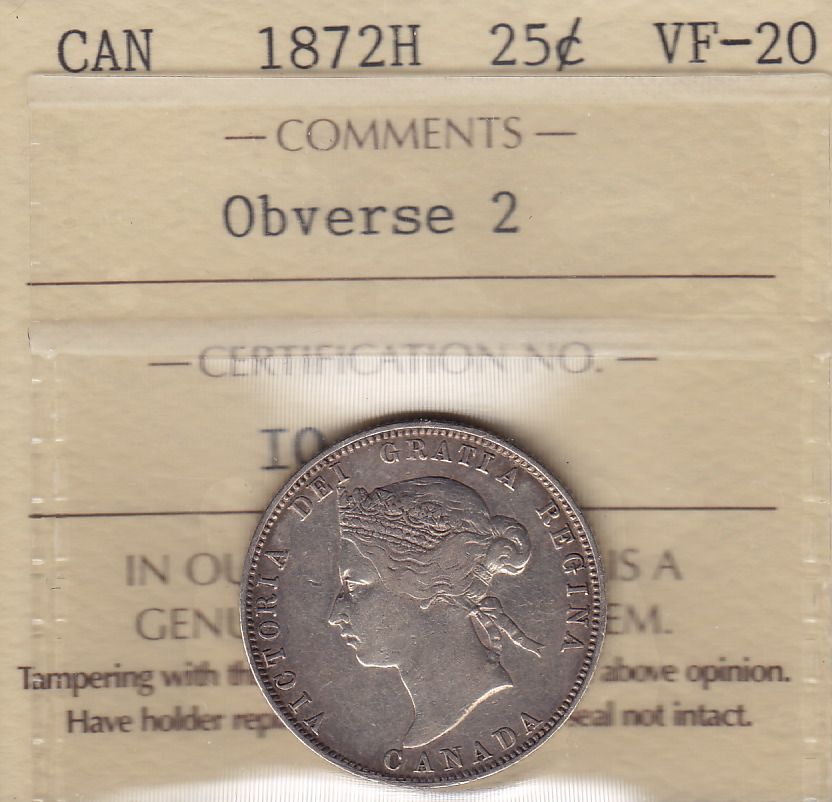 CAN 1872H 25¢ VF-20
— COMMENTS —
Obverse 2
— CERTIFICATION NO. —
IN OU IS A
GENU EM.
Tampering with th above opinion.
Have holder rep eal not intact.
VICTORIA DEI GRATIA REGINA
CANADA